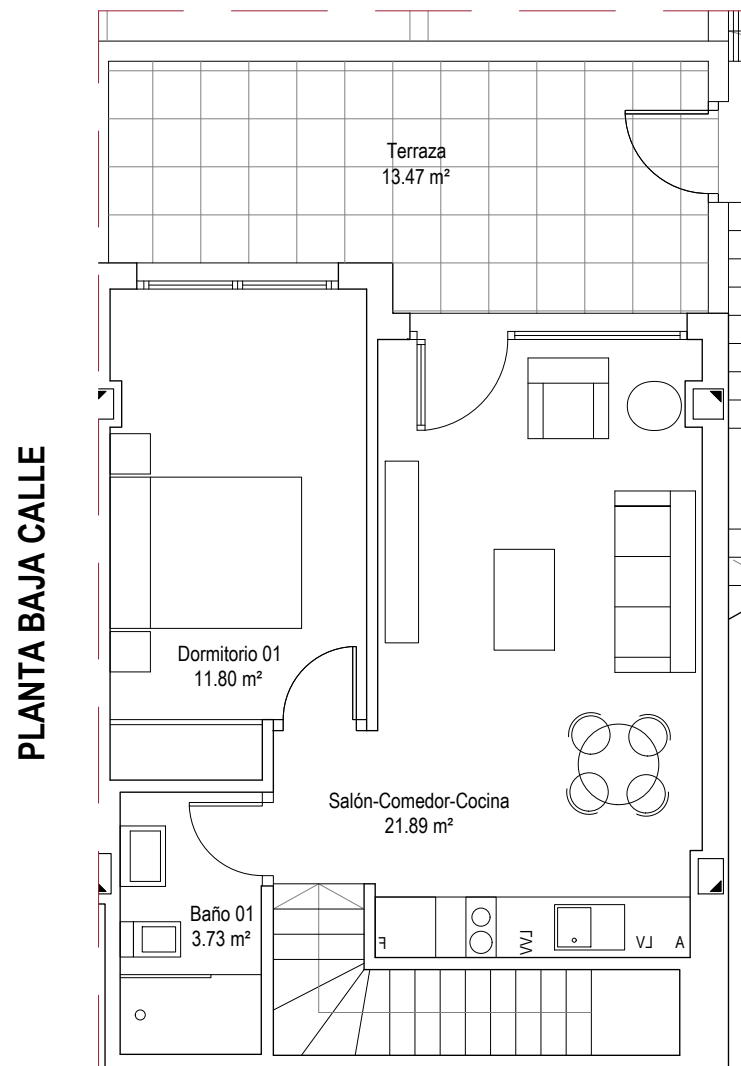 PLANTA BAJA CALLE
Terraza
13.47 m²
Dormitorio 01
11.80 m²
Salón-Comedor-Cocina
21.89 m²
Baño 01
3.73 m²
F
LVV
LV
A